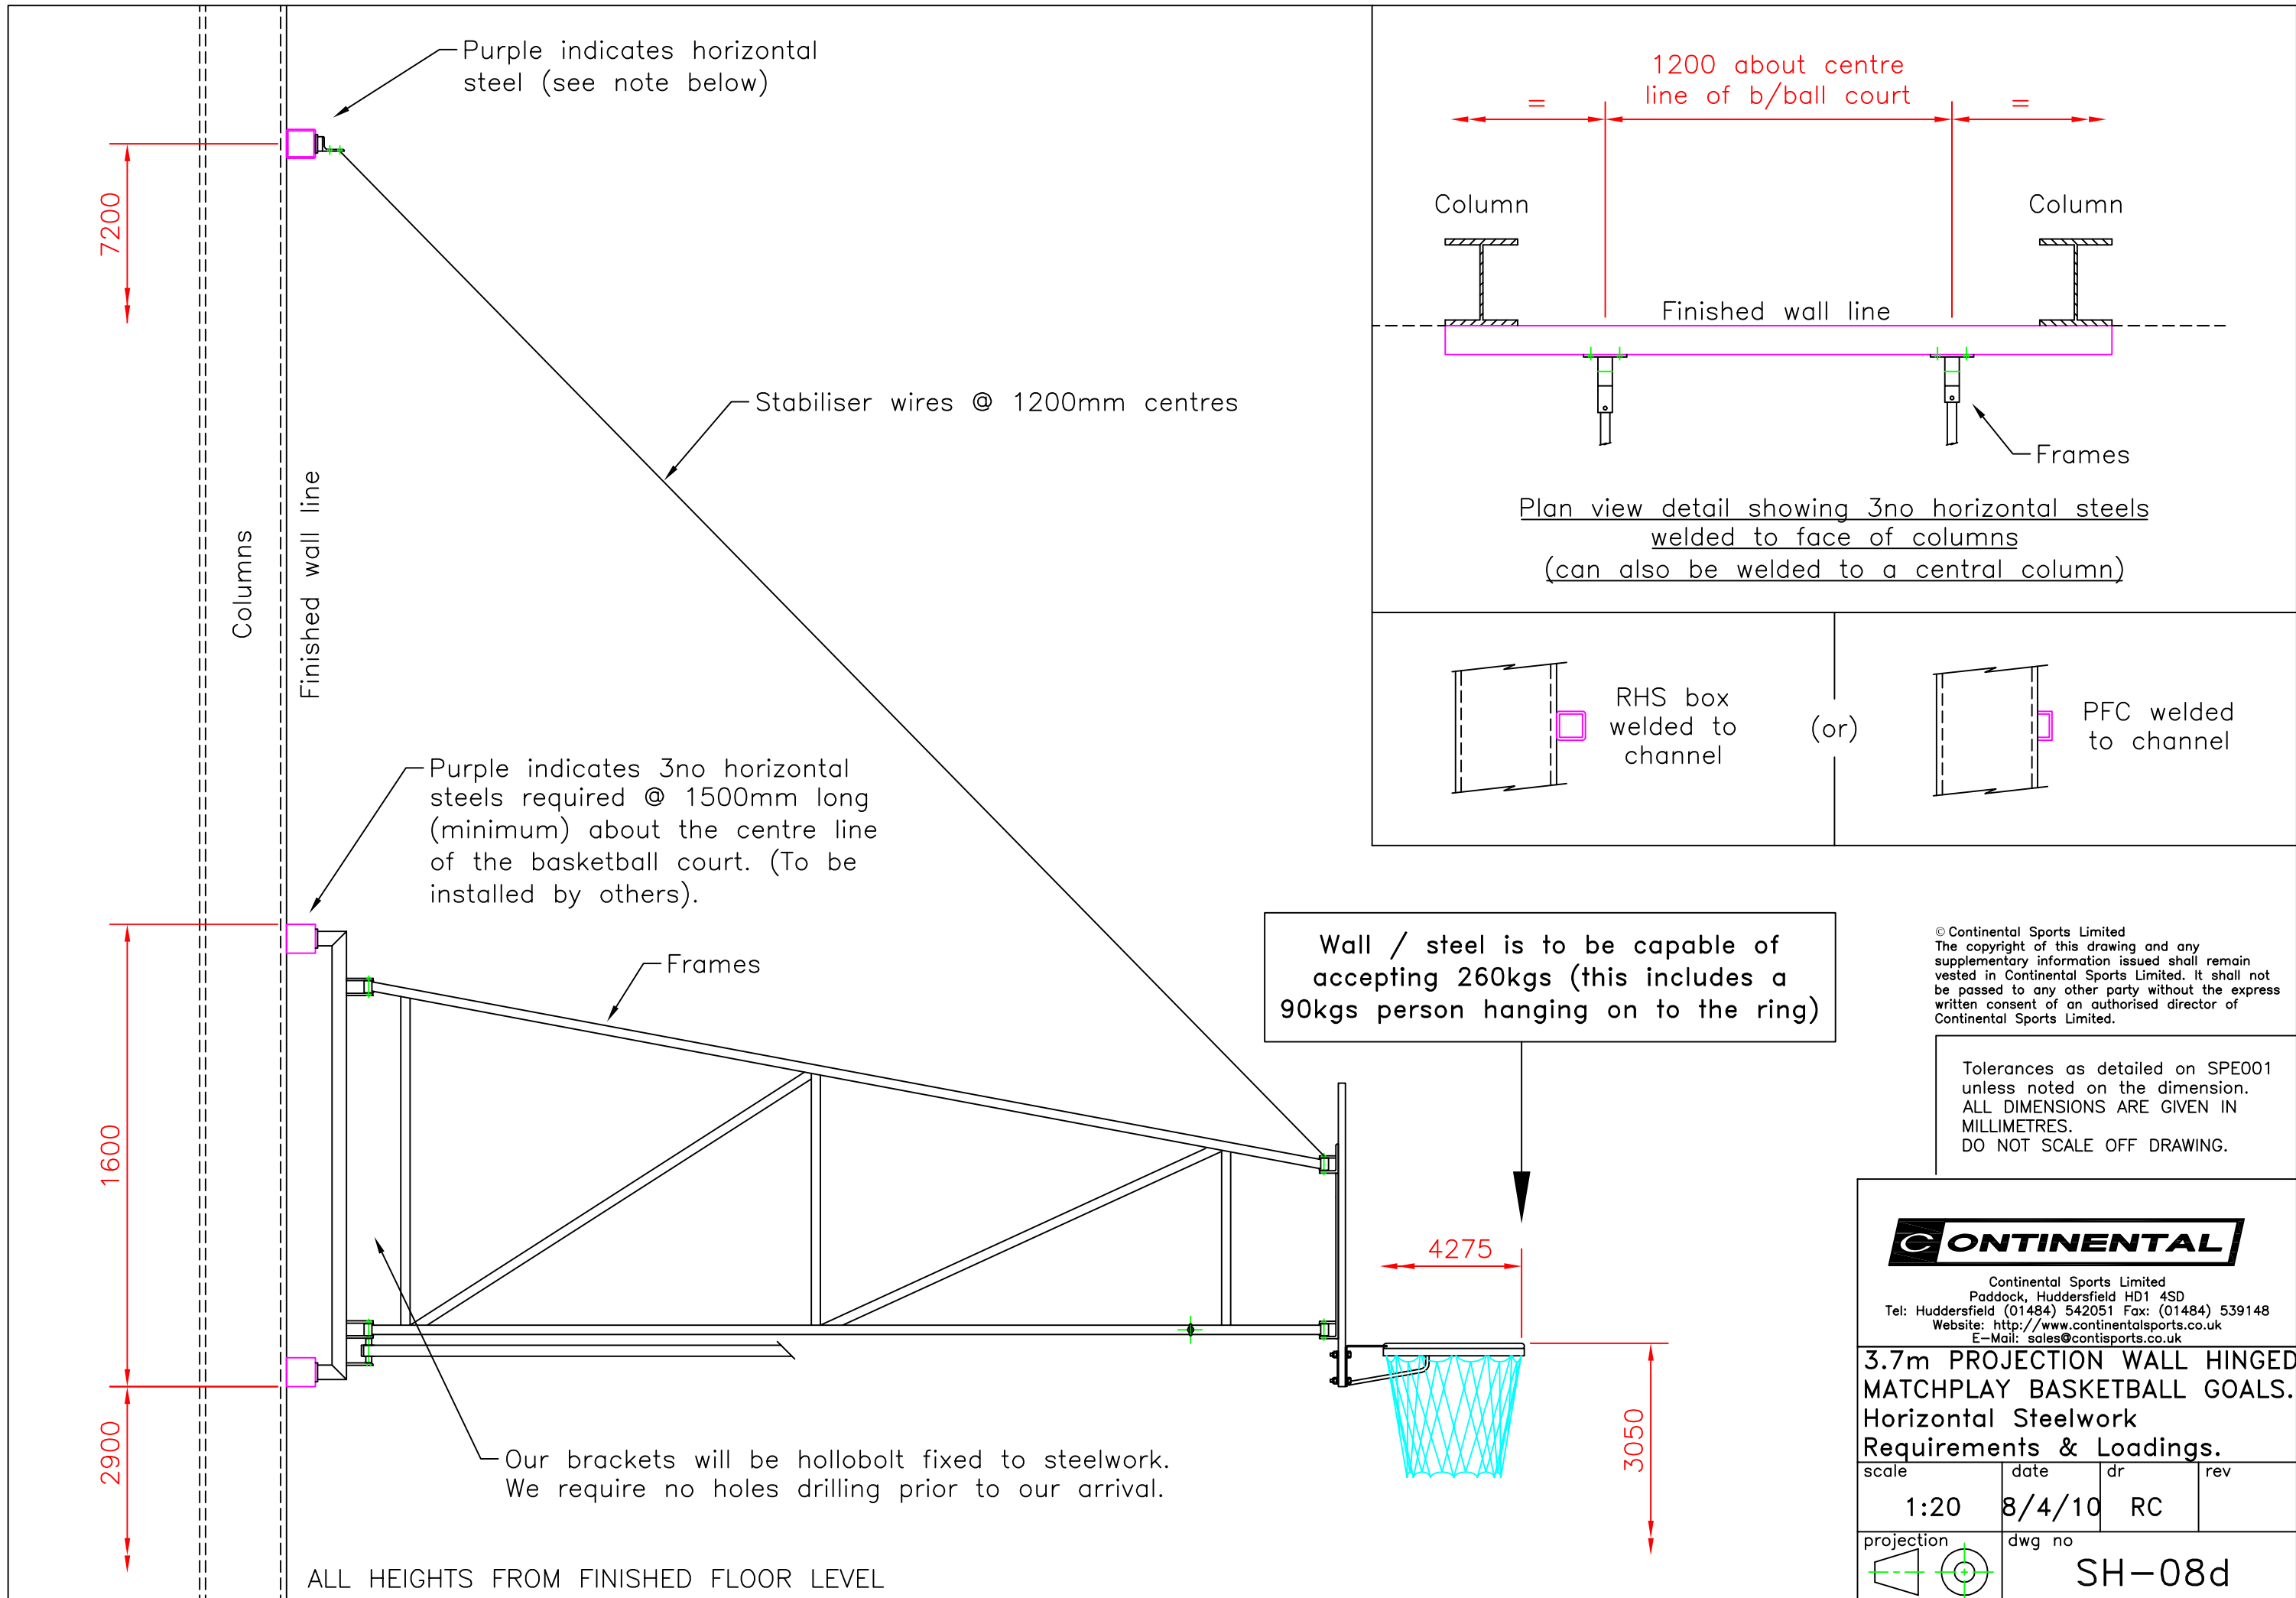 Purple indicates horizontal
steel (see note below)
7200
Stabiliser wires @ 1200mm centres
Columns
Finished wall line
Purple indicates 3no horizontal
steels required @ 1500mm long
(minimum) about the centre line
of the basketball court. (To be
installed by others).
Frames
1600
2900
Our brackets will be hollobolt fixed to steelwork.
We require no holes drilling prior to our arrival.
ALL HEIGHTS FROM FINISHED FLOOR LEVEL
Wall / steel is to be capable of
accepting 260kgs (this includes a
90kgs person hanging on to the ring)
4275
3050
1200 about centre
line of b/ball court
= =
Column Column
Finished wall line
Frames
Plan view detail showing 3no horizontal steels
welded to face of columns
(can also be welded to a central column)
RHS box
welded to
channel
(or)
PFC welded
to channel
© Continental Sports Limited
The copyright of this drawing and any
supplementary information issued shall remain
vested in Continental Sports Limited. It shall not
be passed to any other party without the express
written consent of an authorised director of
Continental Sports Limited.
Tolerances as detailed on SPE001
unless noted on the dimension.
ALL DIMENSIONS ARE GIVEN IN
MILLIMETRES.
DO NOT SCALE OFF DRAWING.
CONTINENTAL
Continental Sports Limited
Paddock, Huddersfield HD1 4SD
Tel: Huddersfield (01484) 542051 Fax: (01484) 539148
Website: http://www.continentalsports.co.uk
E-Mail: sales@contisports.co.uk
3.7m PROJECTION WALL HINGED
MATCHPLAY BASKETBALL GOALS.
Horizontal Steelwork
Requirements & Loadings.
scale date dr rev
1:20 8/4/10 RC
projection dwg no
SH-08d